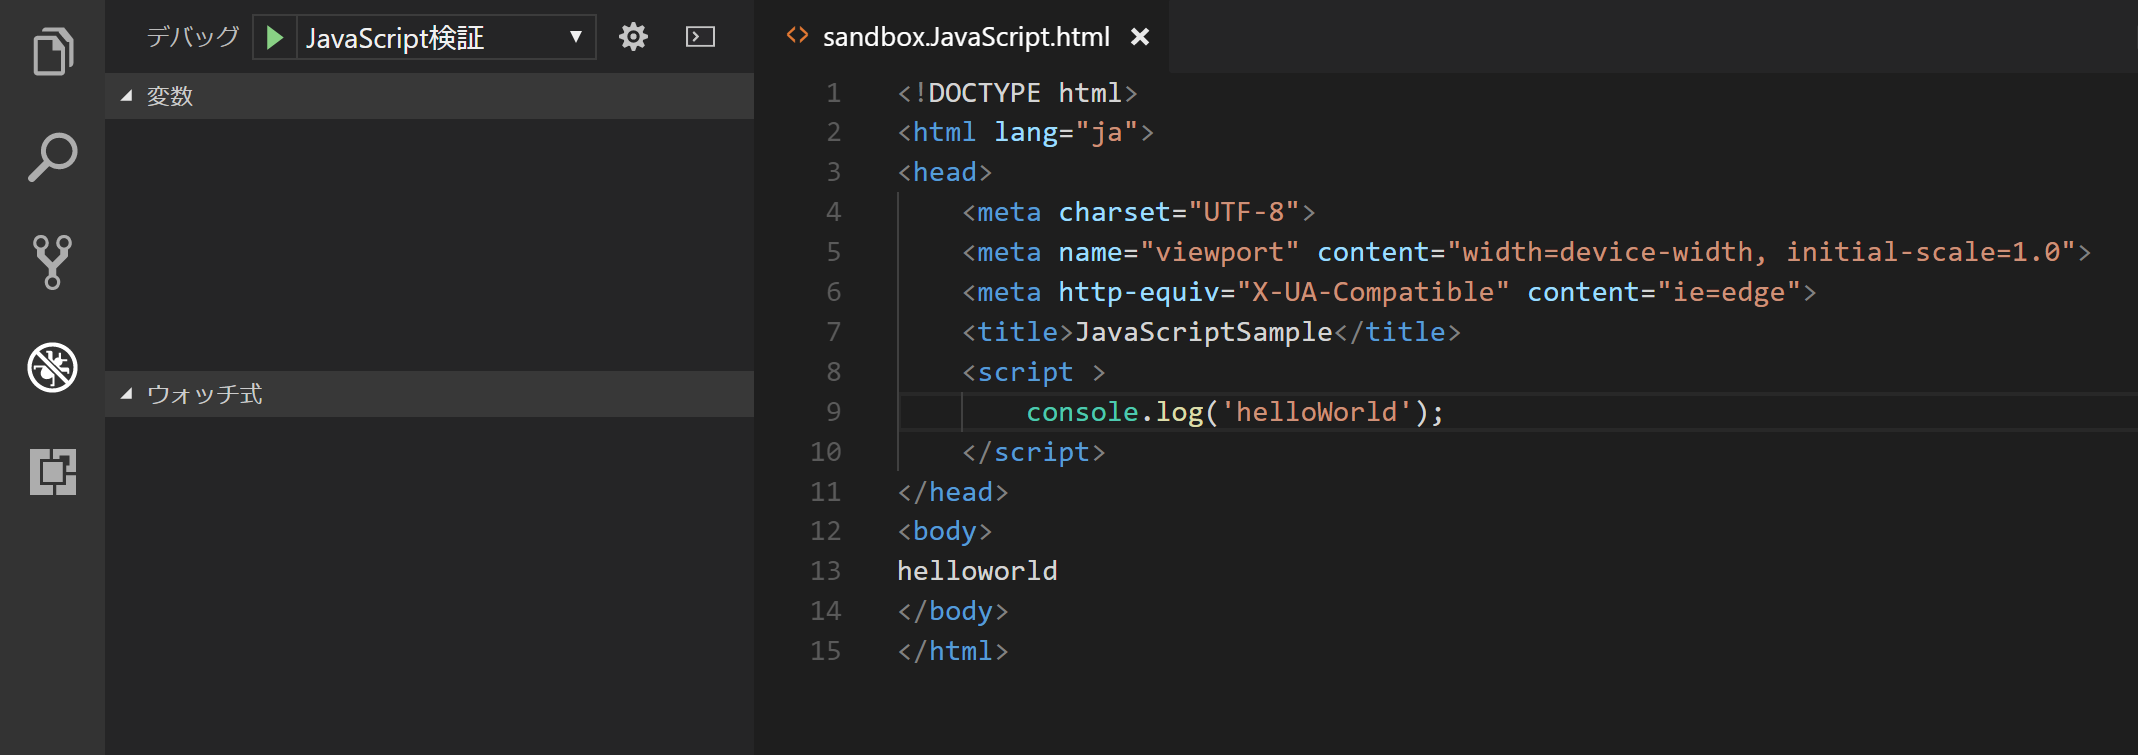 デバッグ JavaScript検証
変数
ウォッチ式
sandbox.JavaScript.html
1 <!DOCTYPE html>
2 <html lang="ja">
3 <head>
4 <meta charset="UTF-8">
5 <meta name="viewport" content="width=device-width, initial-scale=1.0">
6 <meta http-equiv="X-UA-Compatible" content="ie=edge">
7 <title>JavaScriptSample</title>
8 <script >
9 console.log('helloWorld');
10 </script>
11 </head>
12 <body>
13 helloworld
14 </body>
15 </html>